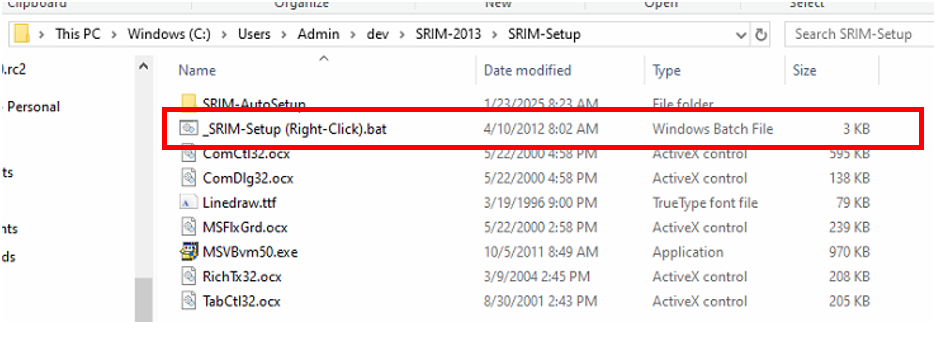 Clipboard Organize New Open Select
This PC > Windows (C:) > Users > Admin > dev > SRIM-2013 > SRIM-Setup Search SRIM-Setup
.rc2
Personal
ts
nts
ds
Name Date modified Type Size
SRIM-AutoSetup 1/23/2025 8:23 AM File folder
_SRIM-Setup (Right-Click).bat 4/10/2012 8:02 AM Windows Batch File 3 KB
ComCtl32.ocx 5/22/2000 4:58 PM ActiveX control 595 KB
ComDlg32.ocx 5/22/2000 4:58 PM ActiveX control 138 KB
Linedraw.ttf 3/19/1996 9:00 PM TrueType font file 79 KB
MSFlxGrd.ocx 5/22/2000 2:58 PM ActiveX control 239 KB
MSVBvm50.exe 10/5/2011 8:49 AM Application 970 KB
RichTx32.ocx 3/9/2004 2:45 PM ActiveX control 208 KB
TabCtl32.ocx 8/30/2001 2:43 PM ActiveX control 205 KB